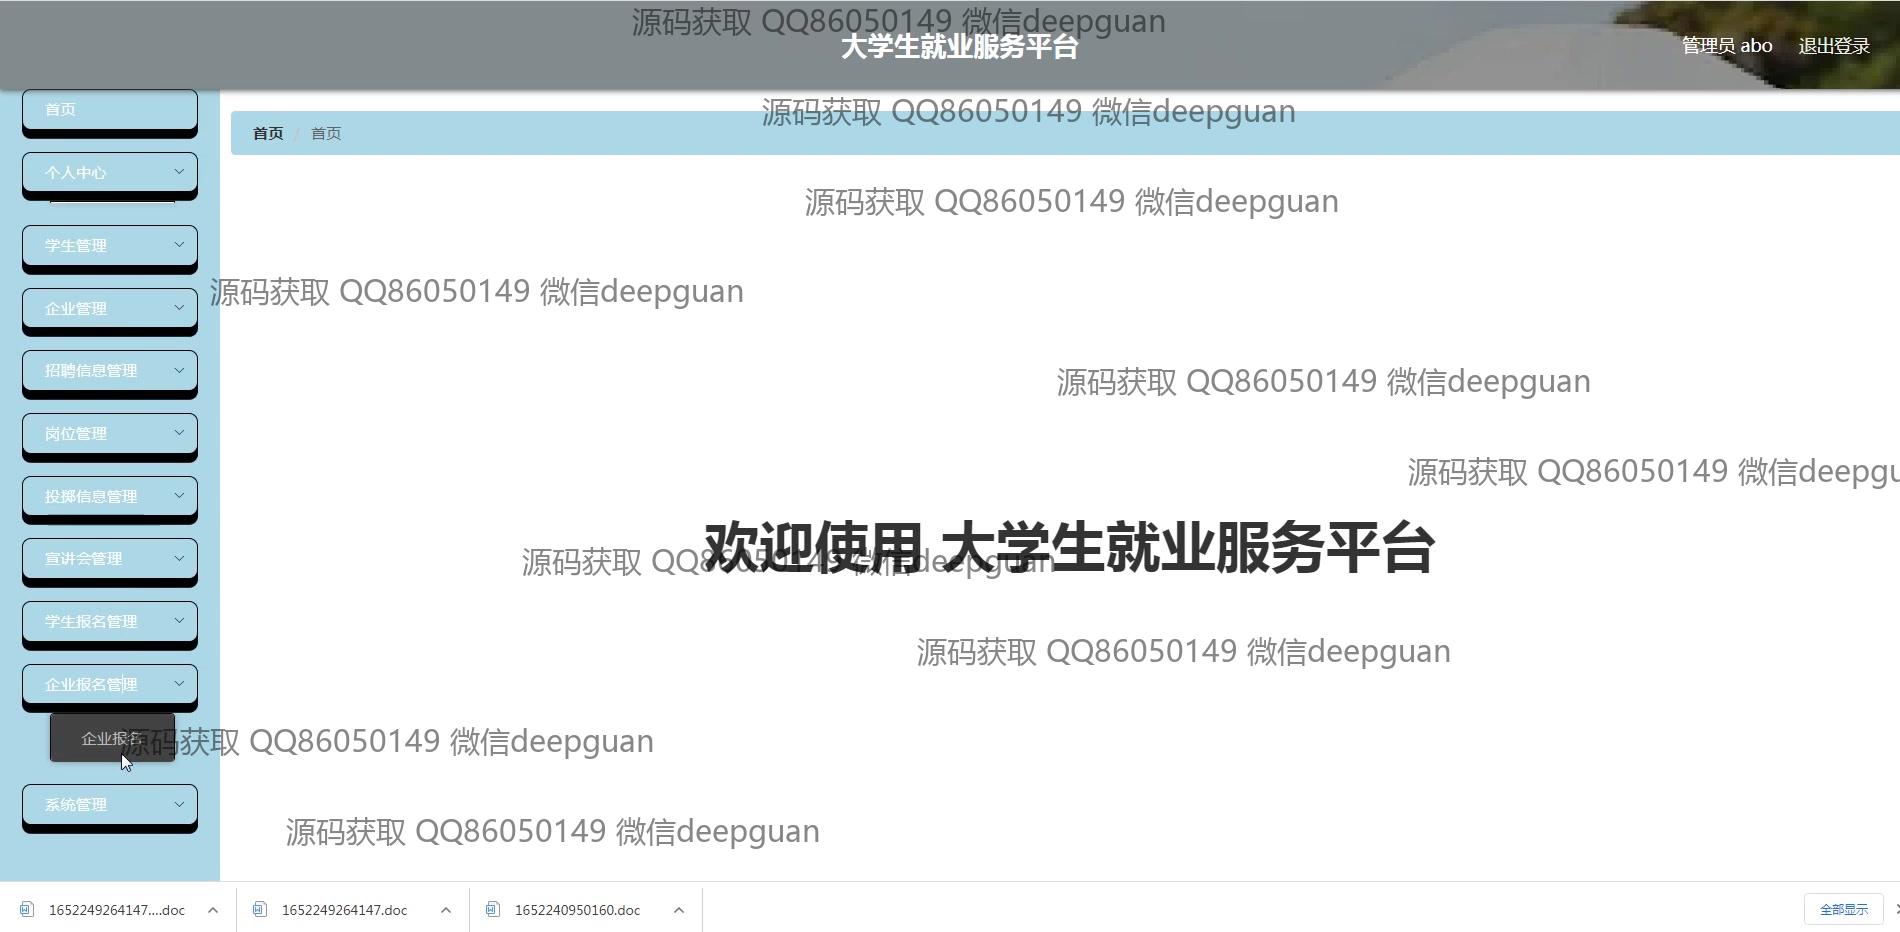 源码获取 QQ86050149 微信deepguan
大学生就业服务平台
管理员 abo
退出登录
首页
源码获取 QQ86050149 微信deepguan
首页 / 首页
个人中心
源码获取 QQ86050149 微信deepguan
学生管理
源码获取 QQ86050149 微信deepguan
企业管理
招聘信息管理
源码获取 QQ86050149 微信deepguan
岗位管理
源码获取 QQ86050149 微信deepgu
投掷信息管理
欢迎使用 大学生就业服务平台
源码获取 QQ86050149 微信deepguan
宣讲会管理
学生报名管理
源码获取 QQ86050149 微信deepguan
企业报名管理
企业报名
源码获取 QQ86050149 微信deepguan
系统管理
源码获取 QQ86050149 微信deepguan
1652249264147....doc
1652249264147.doc
1652240950160.doc
全部显示